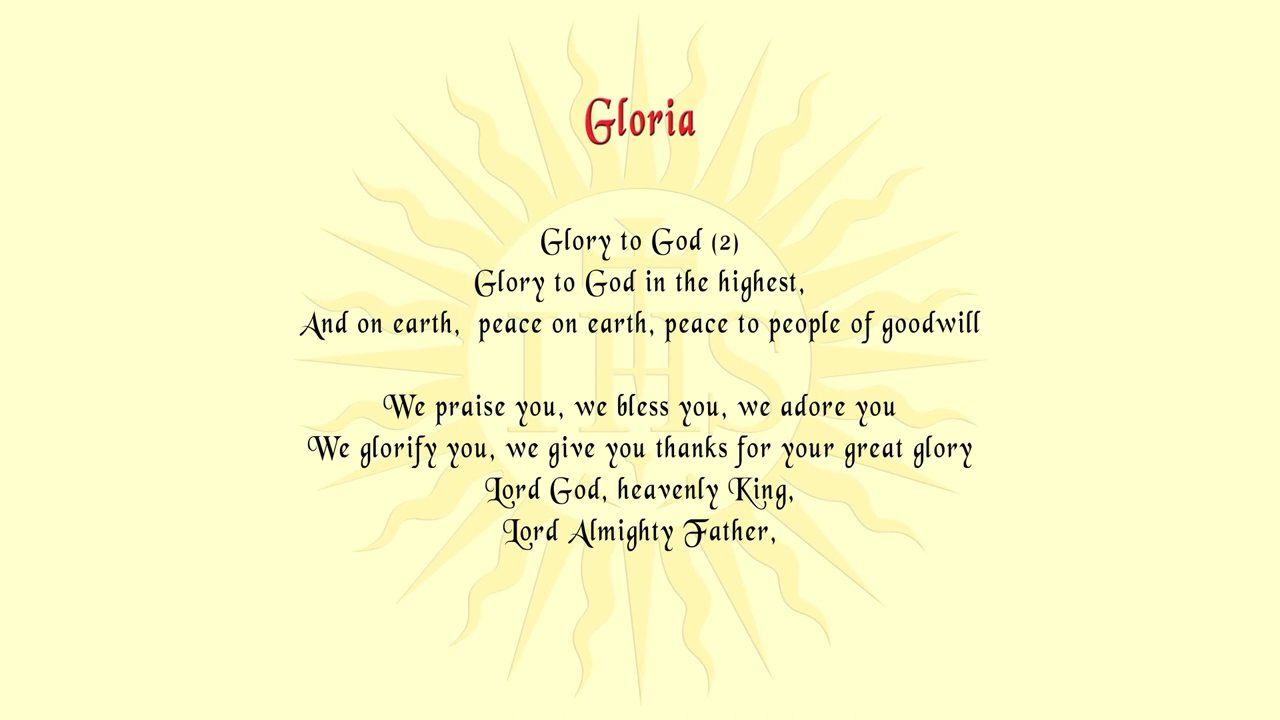 Gloria
Glory to God (2)
Glory to God in the highest,
And on earth,  peace on earth, peace to people of goodwill
We praise you, we bless you, we adore you
We glorify you, we give you thanks for your great glory
Lord God, heavenly King,
Lord Almighty Father,
IHS